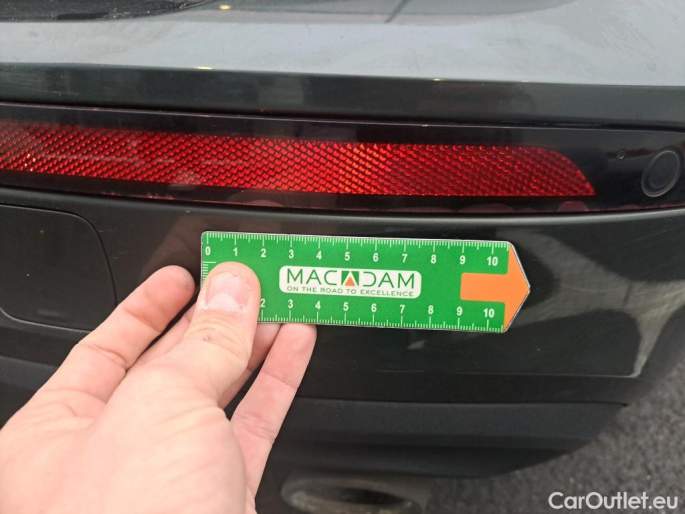 0 1 2 3 4 5 6 7 8 9 10
MACADAM
ON THE ROAD TO EXCELLENCE
2 3 4 5 6 7 8 9 10
CarOutlet.eu